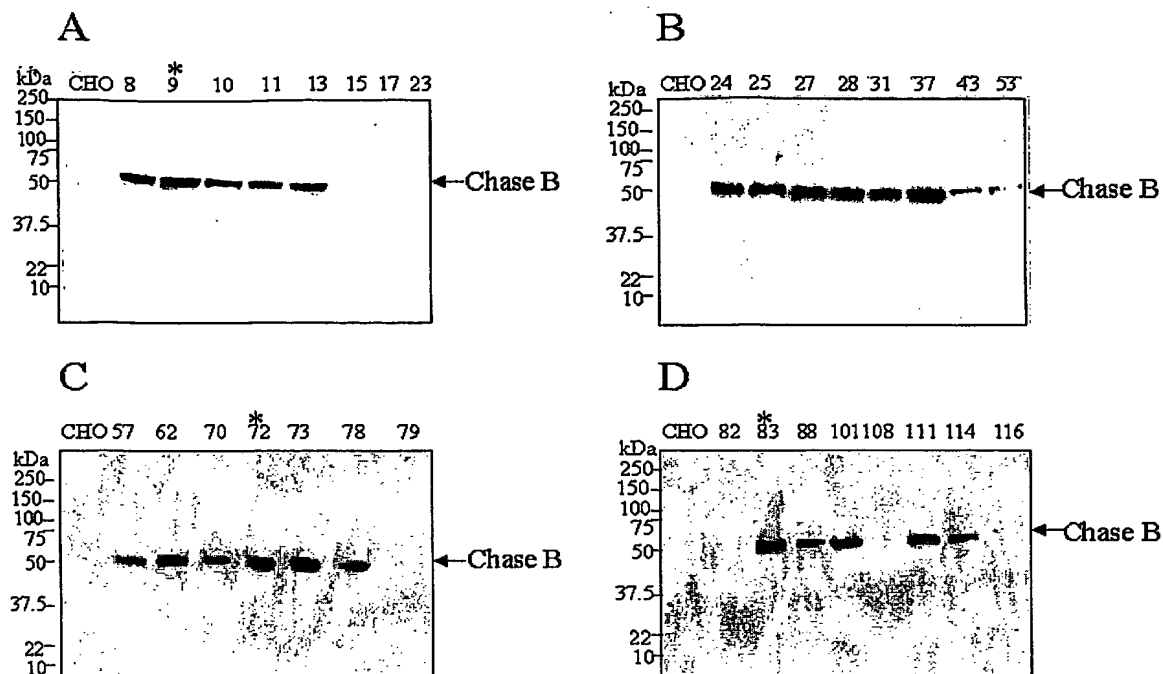 A
kDa CHO 8 9* 10 11 13 15 17 23
250
150
100
75
50
37.5
22
10
Chase B
B
kDa CHO 24 25 27 28 31 37 43 53
250
150
100
75
50
37.5
22
10
Chase B
C
CHO 57 62 70 72* 73 78 79
kDa
250
150
100
75
50
37.5
22
10
Chase B
D
CHO 82 83* 88 101 108 111 114 116
kDa
250
150
100
75
50
37.5
22
10
Chase B